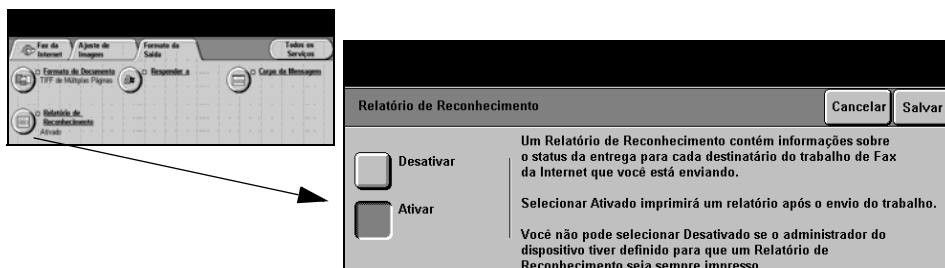 Fax da Internet
Ajuste de Imagem
Formato da Saída
Todos os Serviços
Formato do Documento
TIFF de Múltiplas Páginas
Responder a
Corpo da Mensagem
Relatório de
Reconhecimento
Ativado
Relatório de Reconhecimento
Cancelar
Salvar
Desativar
Ativar
Um Relatório de Reconhecimento contém informações sobre
o status da entrega para cada destinatário do trabalho de Fax
da Internet que você está enviando.
Selecionar Ativado imprimirá um relatório após o envio do trabalho.
Você não pode selecionar Desativado se o administrador do
dispositivo tiver definido para que um Relatório de
Reconhecimento seja sempre impresso.